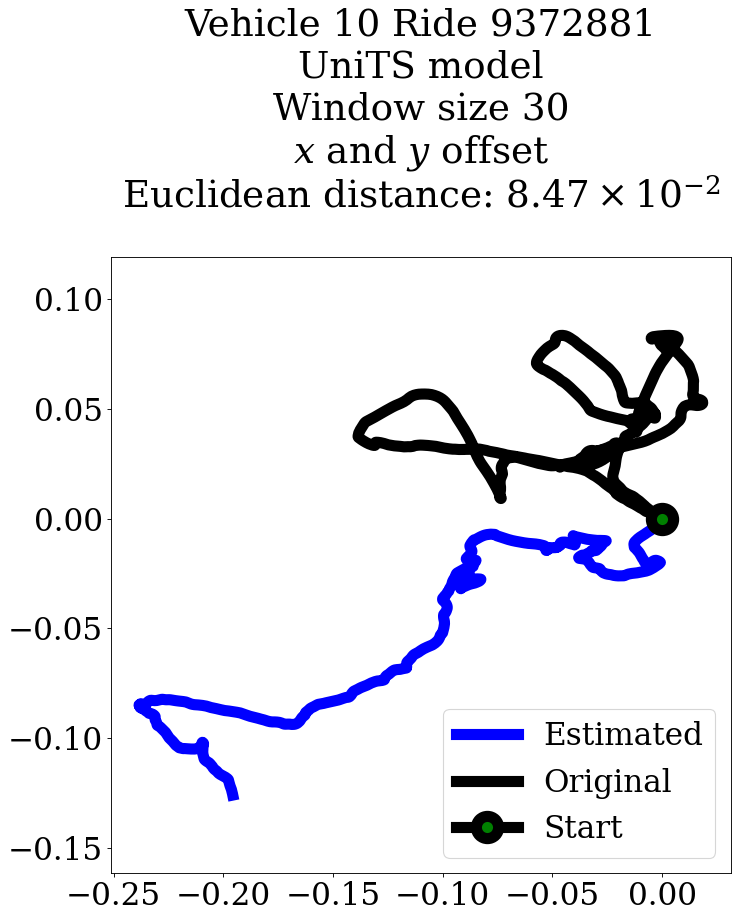 Vehicle 10 Ride 9372881
UniTS model
Window size 30
x and y offset
Euclidean distance: 8.47 × 10⁻²
0.10
0.05
0.00
−0.05
−0.10
−0.15
Estimated
Original
Start
−0.25 −0.20 −0.15 −0.10 −0.05 0.00